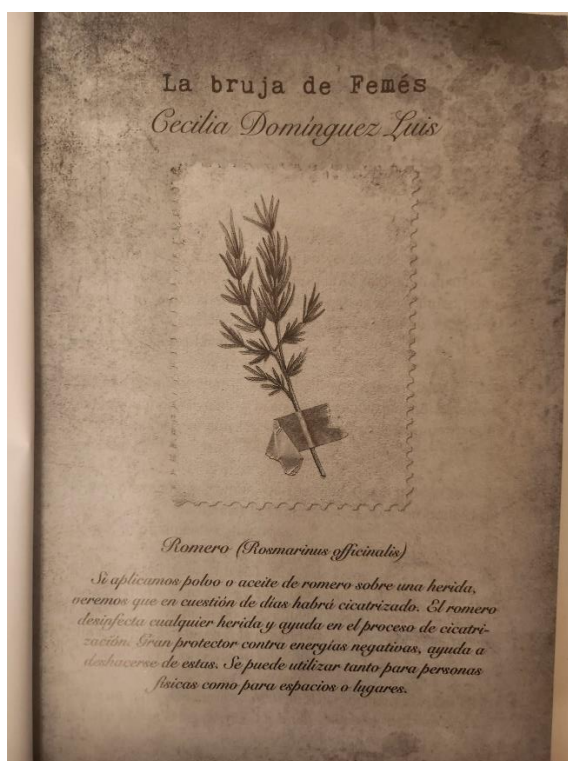 La bruja de Femés
Cecilia Domínguez Luis
Romero (Rosmarinus officinalis)
Si aplicamos polvo o aceite de romero sobre una herida,
veremos que en cuestión de días habrá cicatrizado. El romero
desinfecta cualquier herida y ayuda en el proceso de cicatri-
zación. Gran protector contra energías negativas, ayuda a
deshacerse de estas. Se puede utilizar tanto para personas
físicas como para espacios o lugares.